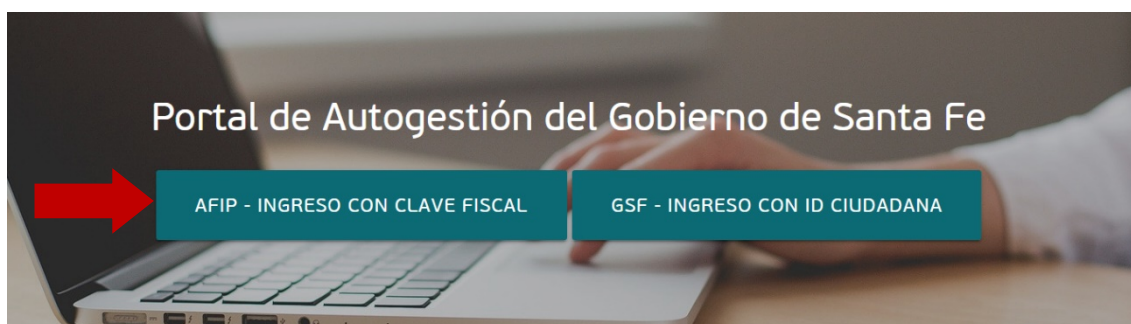 Portal de Autogestión del Gobierno de Santa Fe
AFIP - INGRESO CON CLAVE FISCAL
GSF - INGRESO CON ID CIUDADANA